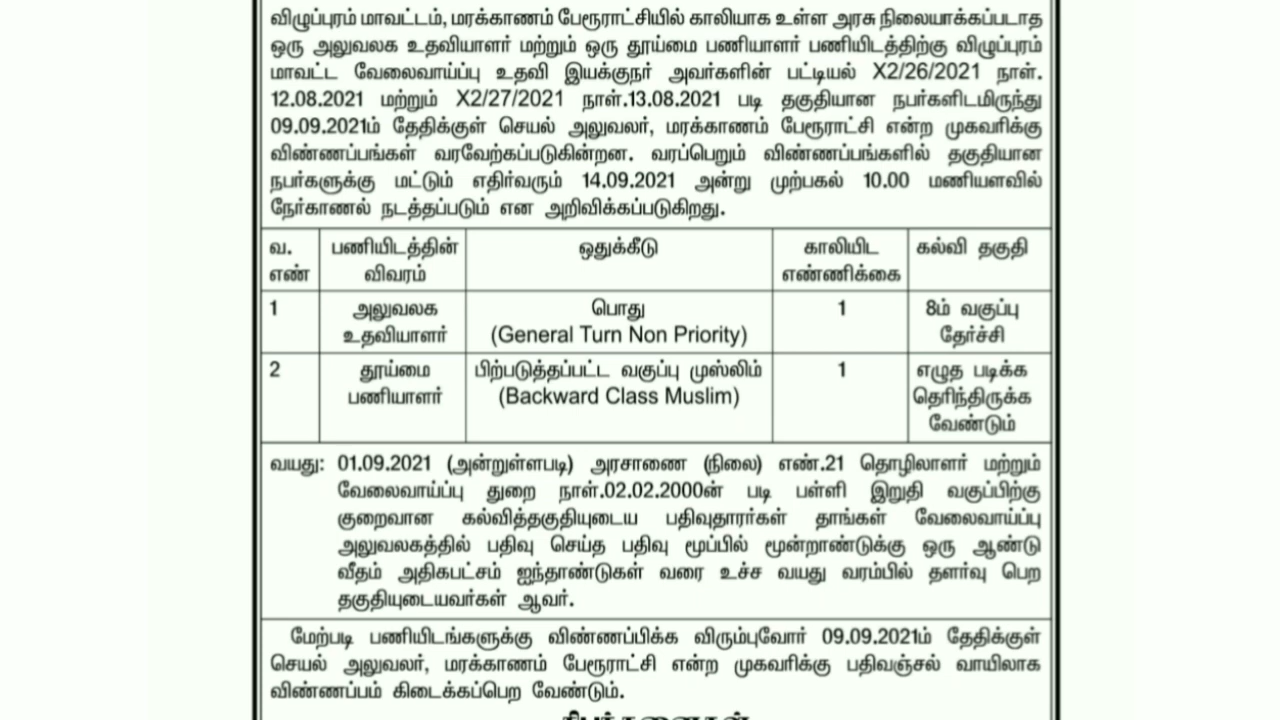 விழுப்புரம் மாவட்டம், மரக்காணம் பேரூராட்சியில் காலியாக உள்ள அரசு நிலையாக்கப்படாத
ஒரு அலுவலக உதவியாளர் மற்றும் ஒரு தூய்மை பணியாளர் பணியிடத்திற்கு விழுப்புரம்
மாவட்ட வேலைவாய்ப்பு உதவி இயக்குநர் அவர்களின் பட்டியல் X2/26/2021 நாள்.
12.08.2021 மற்றும் X2/27/2021 நாள்.13.08.2021 படி தகுதியான நபர்களிடமிருந்து
09.09.2021ம் தேதிக்குள் செயல் அலுவலர், மரக்காணம் பேரூராட்சி என்ற முகவரிக்கு
விண்ணப்பங்கள் வரவேற்கப்படுகின்றன. வரப்பெறும் விண்ணப்பங்களில் தகுதியான
நபர்களுக்கு மட்டும் எதிர்வரும் 14.09.2021 அன்று முற்பகல் 10.00 மணியளவில்
நேர்காணல் நடத்தப்படும் என அறிவிக்கப்படுகிறது.
வ. எண் பணியிடத்தின் விவரம் ஒதுக்கீடு காலியிட எண்ணிக்கை கல்வி தகுதி
1 அலுவலக உதவியாளர் பொது (General Turn Non Priority) 1 8ம் வகுப்பு தேர்ச்சி
2 தூய்மை பணியாளர் பிற்படுத்தப்பட்ட வகுப்பு முஸ்லிம் (Backward Class Muslim) 1 எழுத படிக்க தெரிந்திருக்க வேண்டும்
வயது: 01.09.2021 (அன்றுள்ளபடி) அரசாணை (நிலை) எண்.21 தொழிலாளர் மற்றும்
வேலைவாய்ப்பு துறை நாள்.02.02.2000ன் படி பள்ளி இறுதி வகுப்பிற்கு
குறைவான கல்வித்தகுதியுடைய பதிவுதாரர்கள் தாங்கள் வேலைவாய்ப்பு
அலுவலகத்தில் பதிவு செய்த பதிவு மூப்பில் மூன்றாண்டுக்கு ஒரு ஆண்டு
வீதம் அதிகபட்சம் ஐந்தாண்டுகள் வரை உச்ச வயது வரம்பில் தளர்வு பெற
தகுதியுடையவர்கள் ஆவர்.
மேற்படி பணியிடங்களுக்கு விண்ணப்பிக்க விரும்புவோர் 09.09.2021ம் தேதிக்குள்
செயல் அலுவலர், மரக்காணம் பேரூராட்சி என்ற முகவரிக்கு பதிவஞ்சல் வாயிலாக
விண்ணப்பம் கிடைக்கப்பெற வேண்டும்.